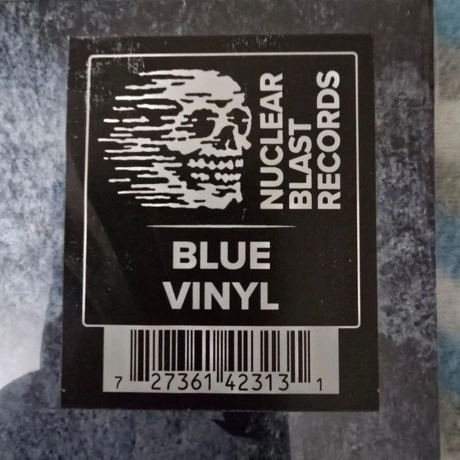 NUCLEAR
BLAST
RECORDS
BLUE
VINYL
7 27361 42313 1